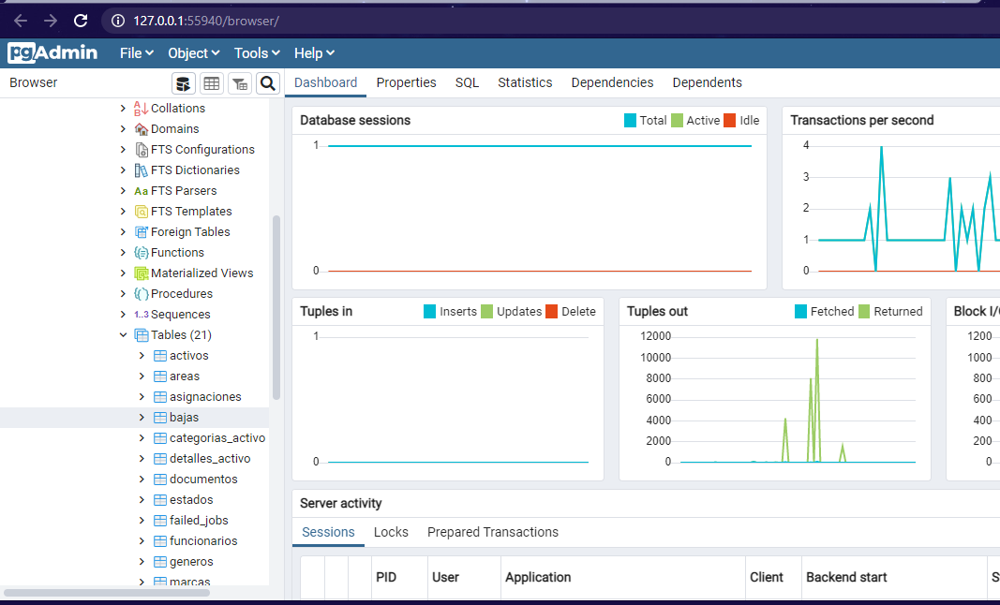 127.0.0.1:55940/browser/
pgAdmin File Object Tools Help
Browser
Dashboard Properties SQL Statistics Dependencies Dependents
Collations
Domains
FTS Configurations
FTS Dictionaries
Aa FTS Parsers
FTS Templates
Foreign Tables
Functions
Materialized Views
Procedures
1..3 Sequences
Tables (21)
activos
areas
asignaciones
bajas
categorias_activo
detalles_activo
documentos
estados
failed_jobs
funcionarios
generos
marcas
Database sessions Total Active Idle
1
0
Transactions per second
4
3
2
1
0
Tuples in Inserts Updates Delete
1
0
Tuples out Fetched Returned
12000
10000
8000
6000
4000
2000
0
Block I/
1200
1000
800
600
400
200
0
Server activity
Sessions Locks Prepared Transactions
PID User Application Client Backend start S